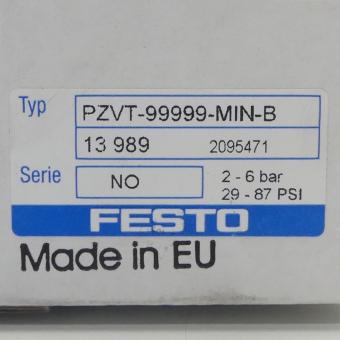 Typ PZVT-99999-MIN-B
13 989 2095471
Serie NO 2 - 6 bar
29 - 87 PSI
FESTO
Made in EU